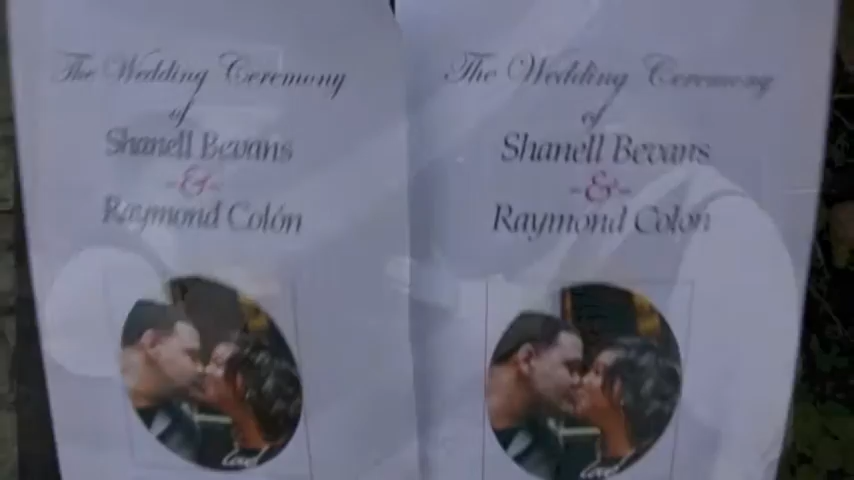 The Wedding Ceremony
of
Shanell Bevans
-&-
Raymond Colón
The Wedding Ceremony
of
Shanell Bevans
-&-
Raymond Colón